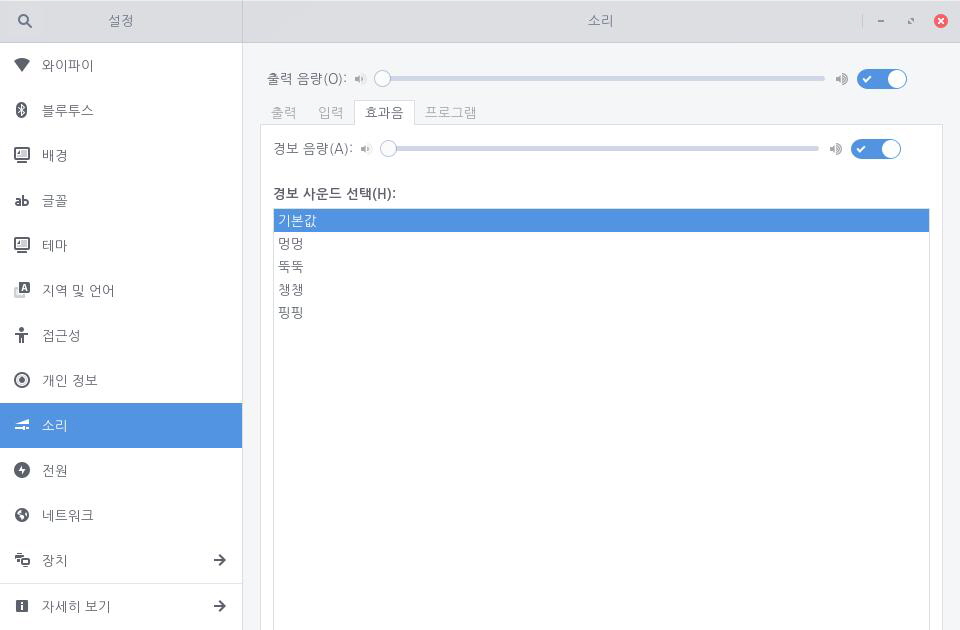 설정
소리
와이파이
블루투스
배경
글꼴
테마
지역 및 언어
접근성
개인 정보
소리
전원
네트워크
장치
자세히 보기
출력 음량(O):
출력 입력 효과음 프로그램
경보 음량(A):
경보 사운드 선택(H):
기본값
멍멍
뚝뚝
챙챙
핑핑